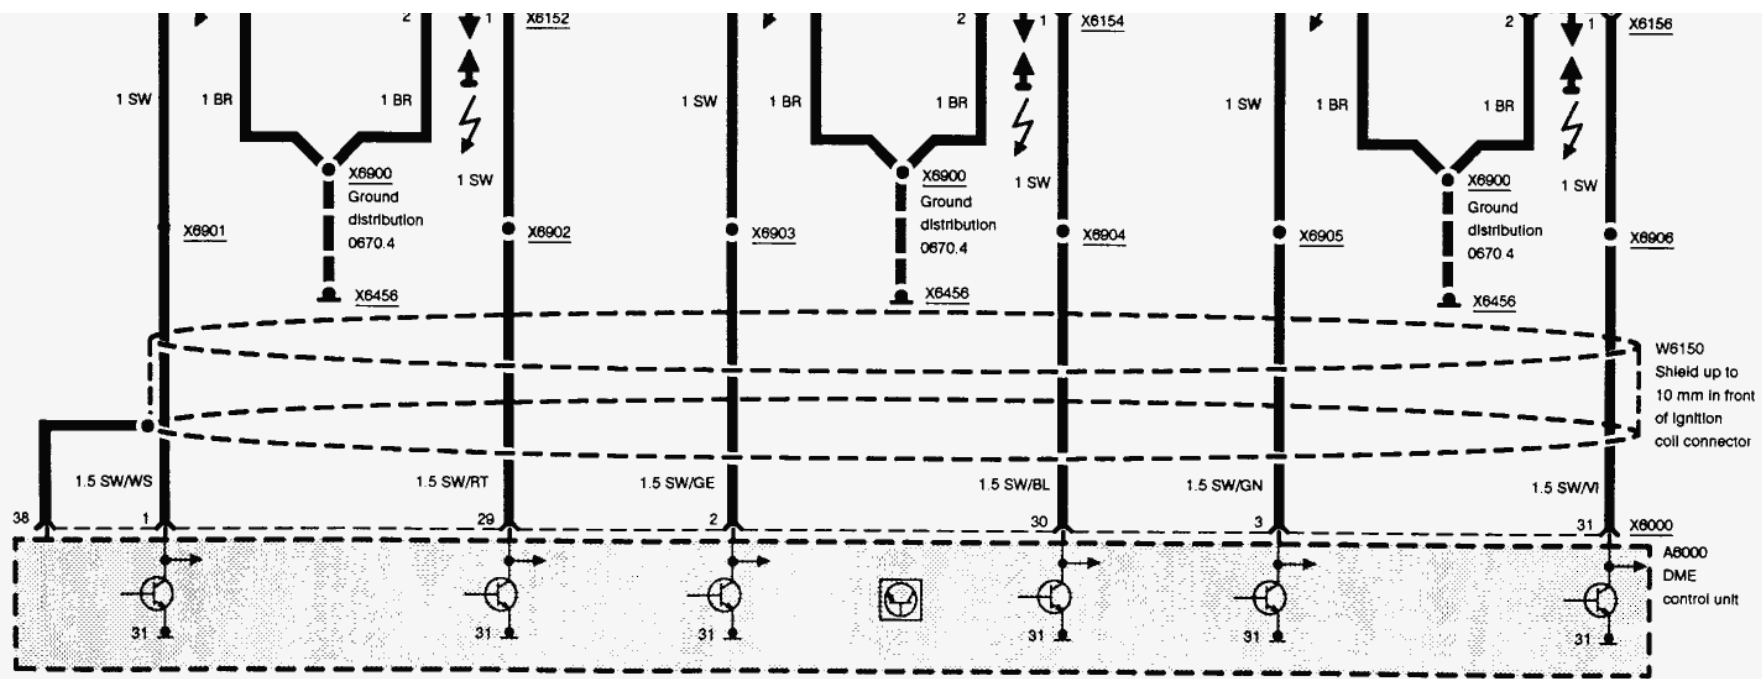 2
1
X6152
2
1
X6154
2
1
X6156
1 SW
1 BR
1 BR
1 SW
1 BR
1 BR
1 SW
1 BR
1 BR
1 SW
1 SW
1 SW
X6900
Ground
distribution
0670.4
X6900
Ground
distribution
0670.4
X6900
Ground
distribution
0670.4
X6901
X6902
X6903
X6904
X6905
X6906
X6456
X6456
X6456
W6150
Shield up to
10 mm in front
of ignition
coil connector
1.5 SW/WS
1.5 SW/RT
1.5 SW/GE
1.5 SW/BL
1.5 SW/GN
1.5 SW/VI
38
1
29
2
30
3
31
X6000
A6000
DME
control unit
31
31
31
31
31
31